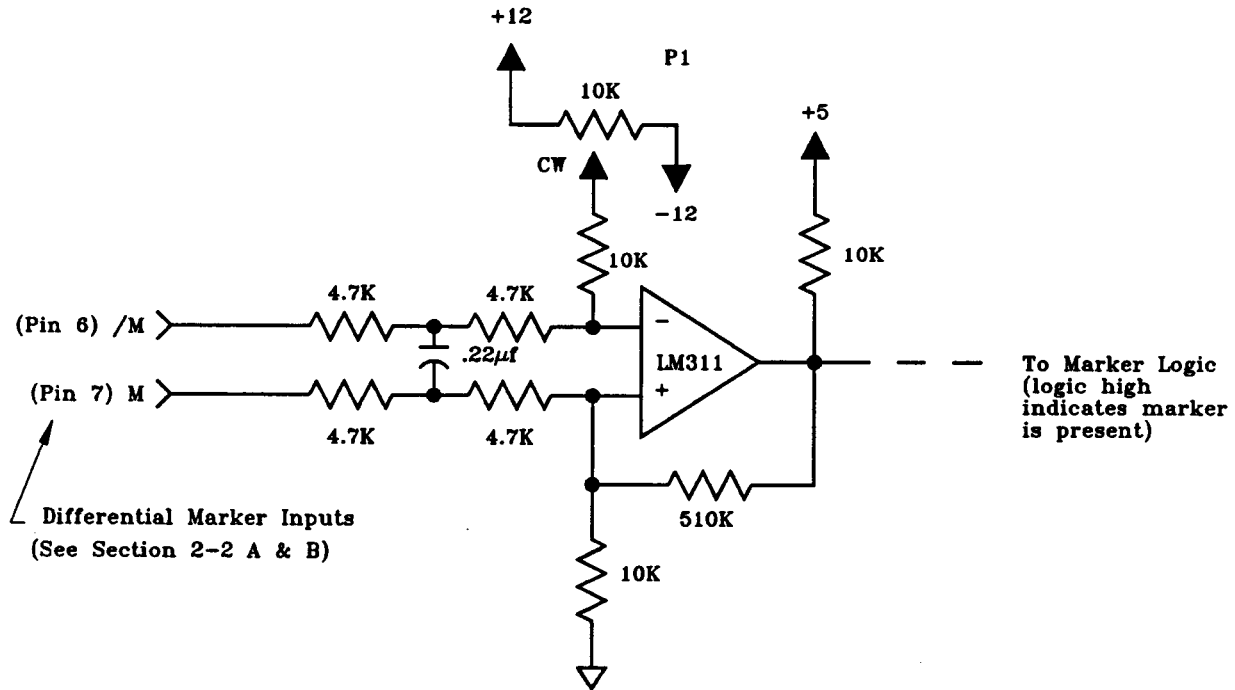 +12
P1
10K
+5
CW
-12
10K
10K
4.7K
4.7K
(Pin 6) /M
.22μf
−
LM311
To Marker Logic
(logic high
indicates marker
is present)
(Pin 7) M
+
4.7K
4.7K
510K
Differential Marker Inputs
(See Section 2-2 A & B)
10K